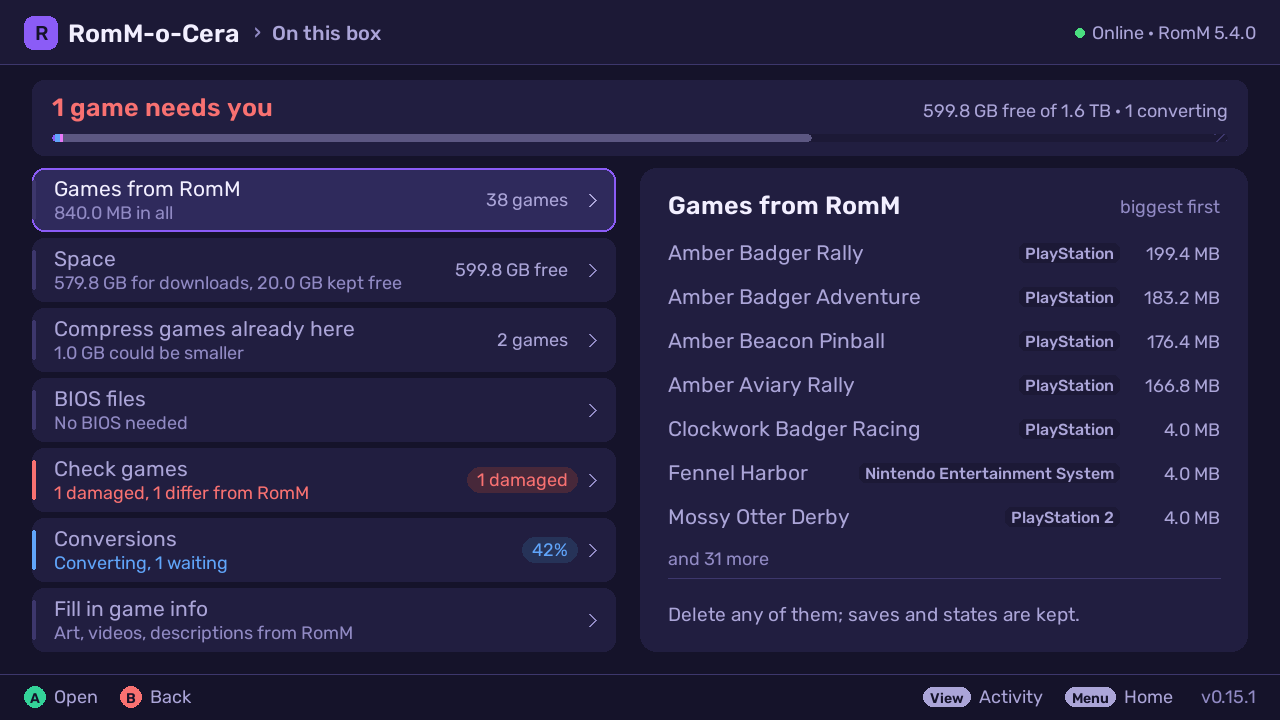 R RomM-o-Cera › On this box
Online • RomM 5.4.0
1 game needs you
599.8 GB free of 1.6 TB • 1 converting
Games from RomM
840.0 MB in all
38 games
Space
579.8 GB for downloads, 20.0 GB kept free
599.8 GB free
Compress games already here
1.0 GB could be smaller
2 games
BIOS files
No BIOS needed
Check games
1 damaged, 1 differ from RomM
1 damaged
Conversions
Converting, 1 waiting
42%
Fill in game info
Art, videos, descriptions from RomM
Games from RomM biggest first
Amber Badger Rally PlayStation 199.4 MB
Amber Badger Adventure PlayStation 183.2 MB
Amber Beacon Pinball PlayStation 176.4 MB
Amber Aviary Rally PlayStation 166.8 MB
Clockwork Badger Racing PlayStation 4.0 MB
Fennel Harbor Nintendo Entertainment System 4.0 MB
Mossy Otter Derby PlayStation 2 4.0 MB
and 31 more
Delete any of them; saves and states are kept.
A Open B Back
View Activity Menu Home v0.15.1